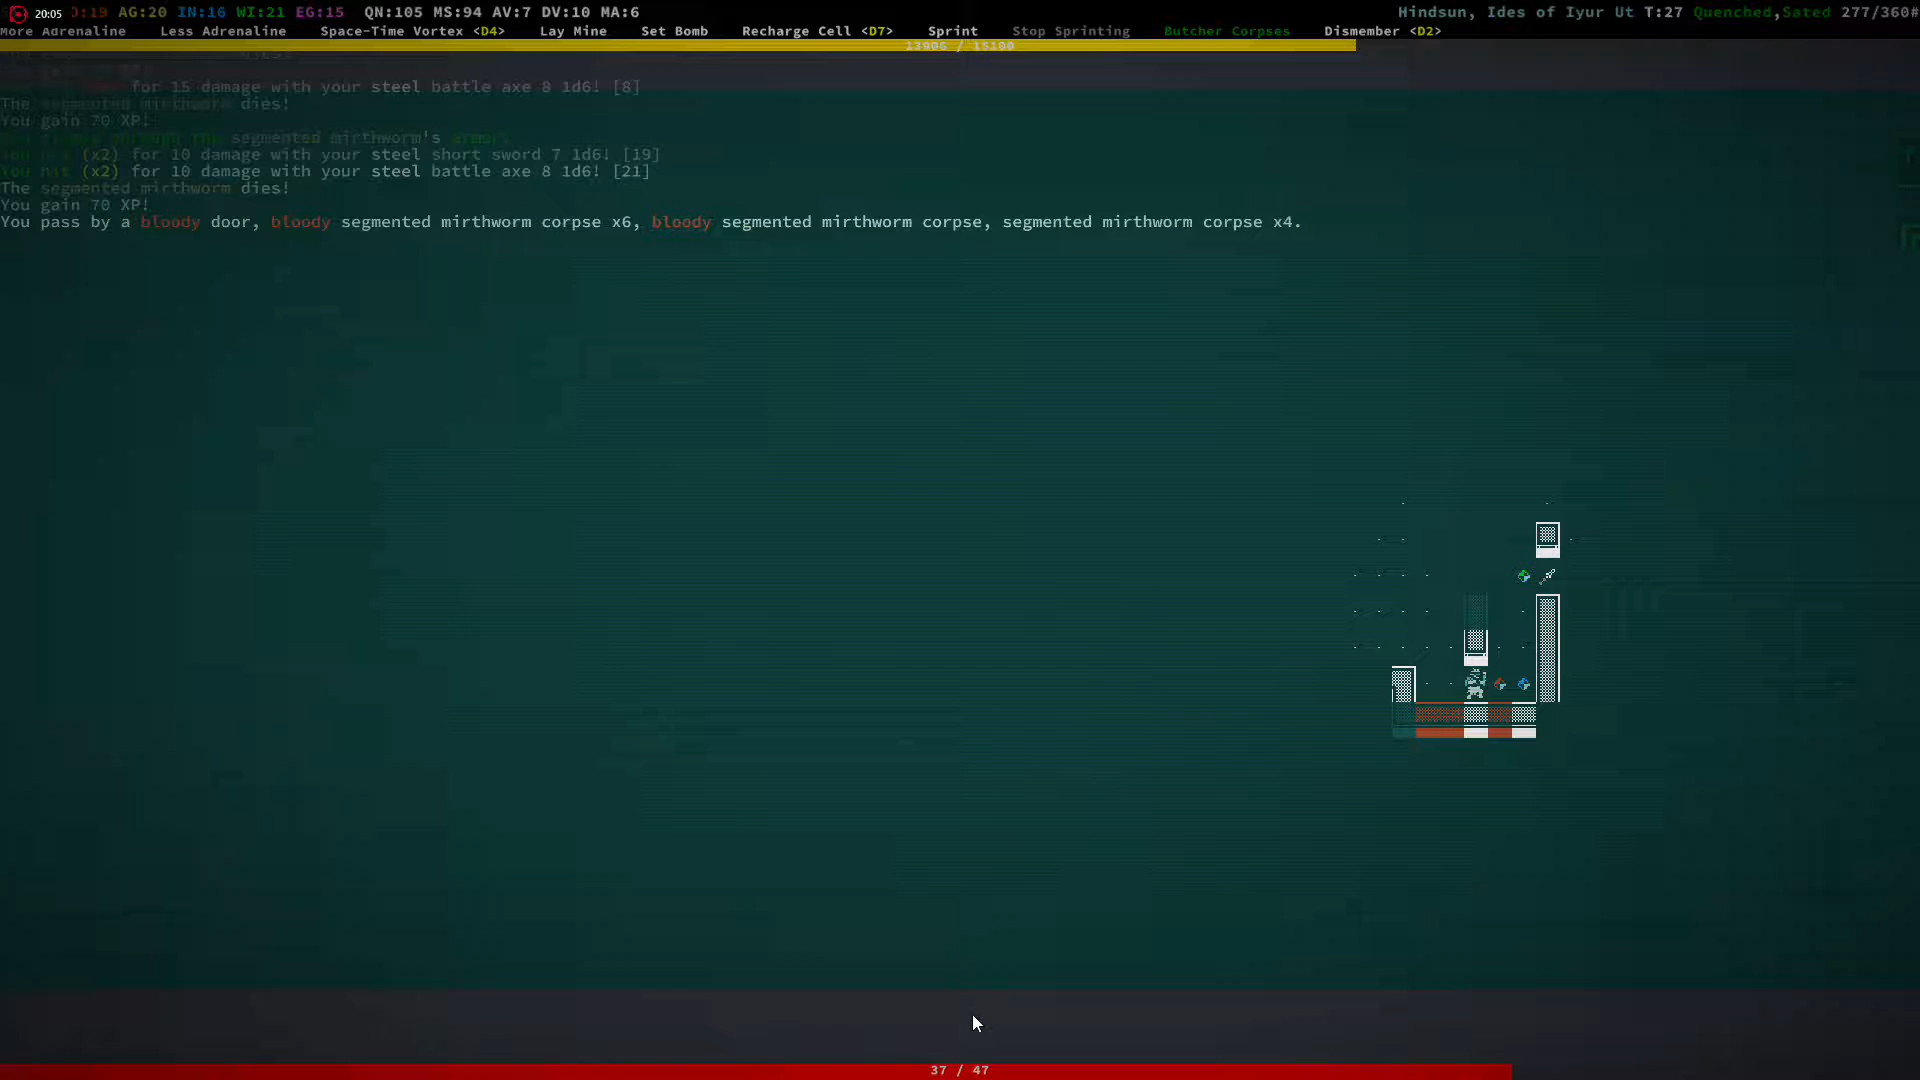 20:05 :19 AG:20 IN:16 WI:21 EG:15 QN:105 MS:94 AV:7 DV:10 MA:6 Hindsun, Ides of Iyur Ut T:27 Quenched,Sated 277/360#
More Adrenaline Less Adrenaline Space-Time Vortex <D4> Lay Mine Set Bomb Recharge Cell <D7> Sprint Stop Sprinting Butcher Corpses Dismember <D2>
13906 / 15100
for 15 damage with your steel battle axe 8 1d6! [8]
The segmented mirthworm dies!
You gain 70 XP!
segmented mirthworm's armor.
You hit (x2) for 10 damage with your steel short sword 7 1d6! [19]
You hit (x2) for 10 damage with your steel battle axe 8 1d6! [21]
The segmented mirthworm dies!
You gain 70 XP!
You pass by a bloody door, bloody segmented mirthworm corpse x6, bloody segmented mirthworm corpse, segmented mirthworm corpse x4.
37 / 47